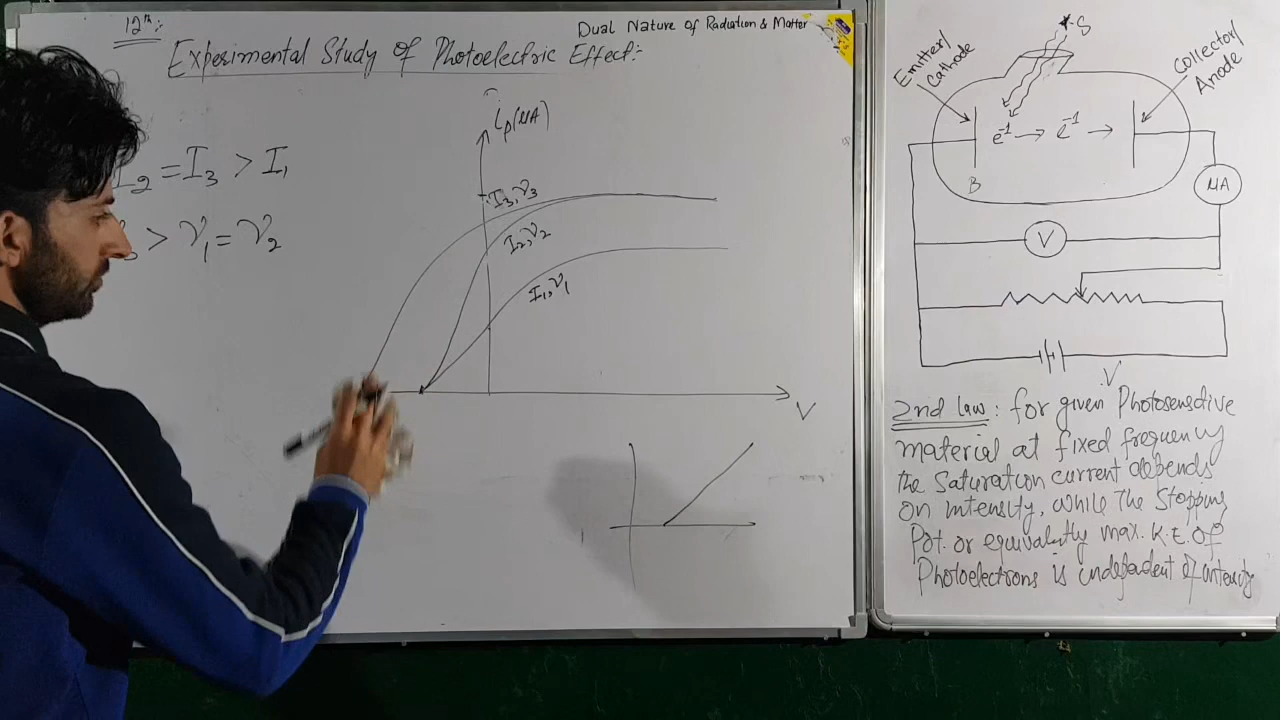 12th:
Dual Nature of Radiation & Matter
Experimental Study of Photoelectric Effect:
I2 = I3 > I1
> ν1 = ν2
ip(μA)
I3,ν3
I2,ν2
I1,ν1
V
S
Emitter/
Cathode
Collector/
Anode
e-1 → e-1 →
B
μA
V
V
2nd law: for given Photosensitive
material at fixed frequency
the Saturation current depends
on intensity, while the Stopping
Pot. or equivalently max. K.E. of
Photoelectrons is independent of intensity